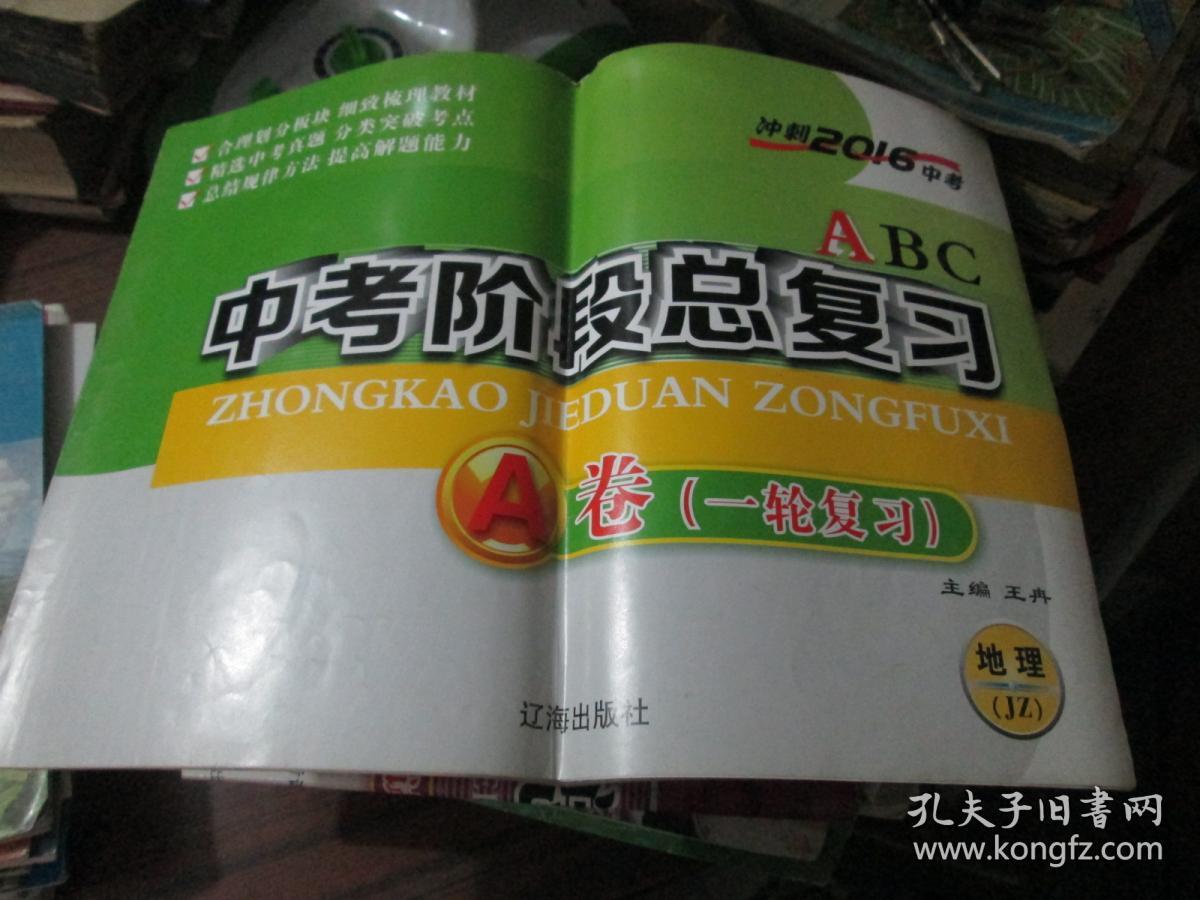 合理划分板块 细致梳理教材
精选中考真题 分类突破考点
总结规律方法 提高解题能力
冲刺2016中考
ABC
中考阶段总复习
ZHONGKAO JIEDUAN ZONGFUXI
A卷(一轮复习)
主编 王冉
地理
(JZ)
辽海出版社
孔夫子旧書网
www.kongfz.com